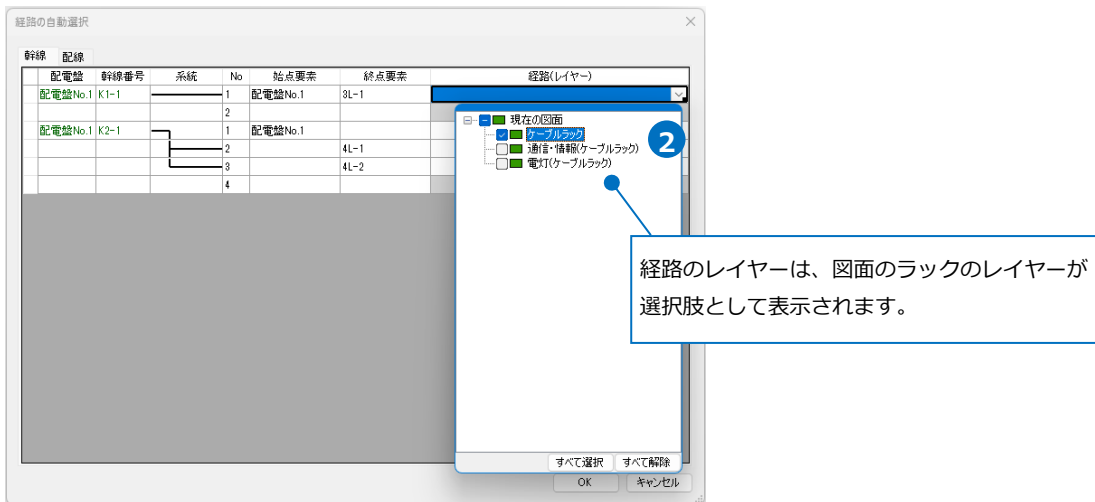 経路の自動選択
幹線 配線
配電盤 幹線番号 系統 No 始点要素 終点要素 経路(レイヤー)
配電盤No.1 K1-1 1 配電盤No.1 3L-1
2
配電盤No.1 K2-1 1 配電盤No.1
2 4L-1
3 4L-2
4
現在の図面
ケーブルラック
通信・情報(ケーブルラック)
電灯(ケーブルラック)
2
経路のレイヤーは、図面のラックのレイヤーが
選択肢として表示されます。
すべて選択 すべて解除
OK キャンセル